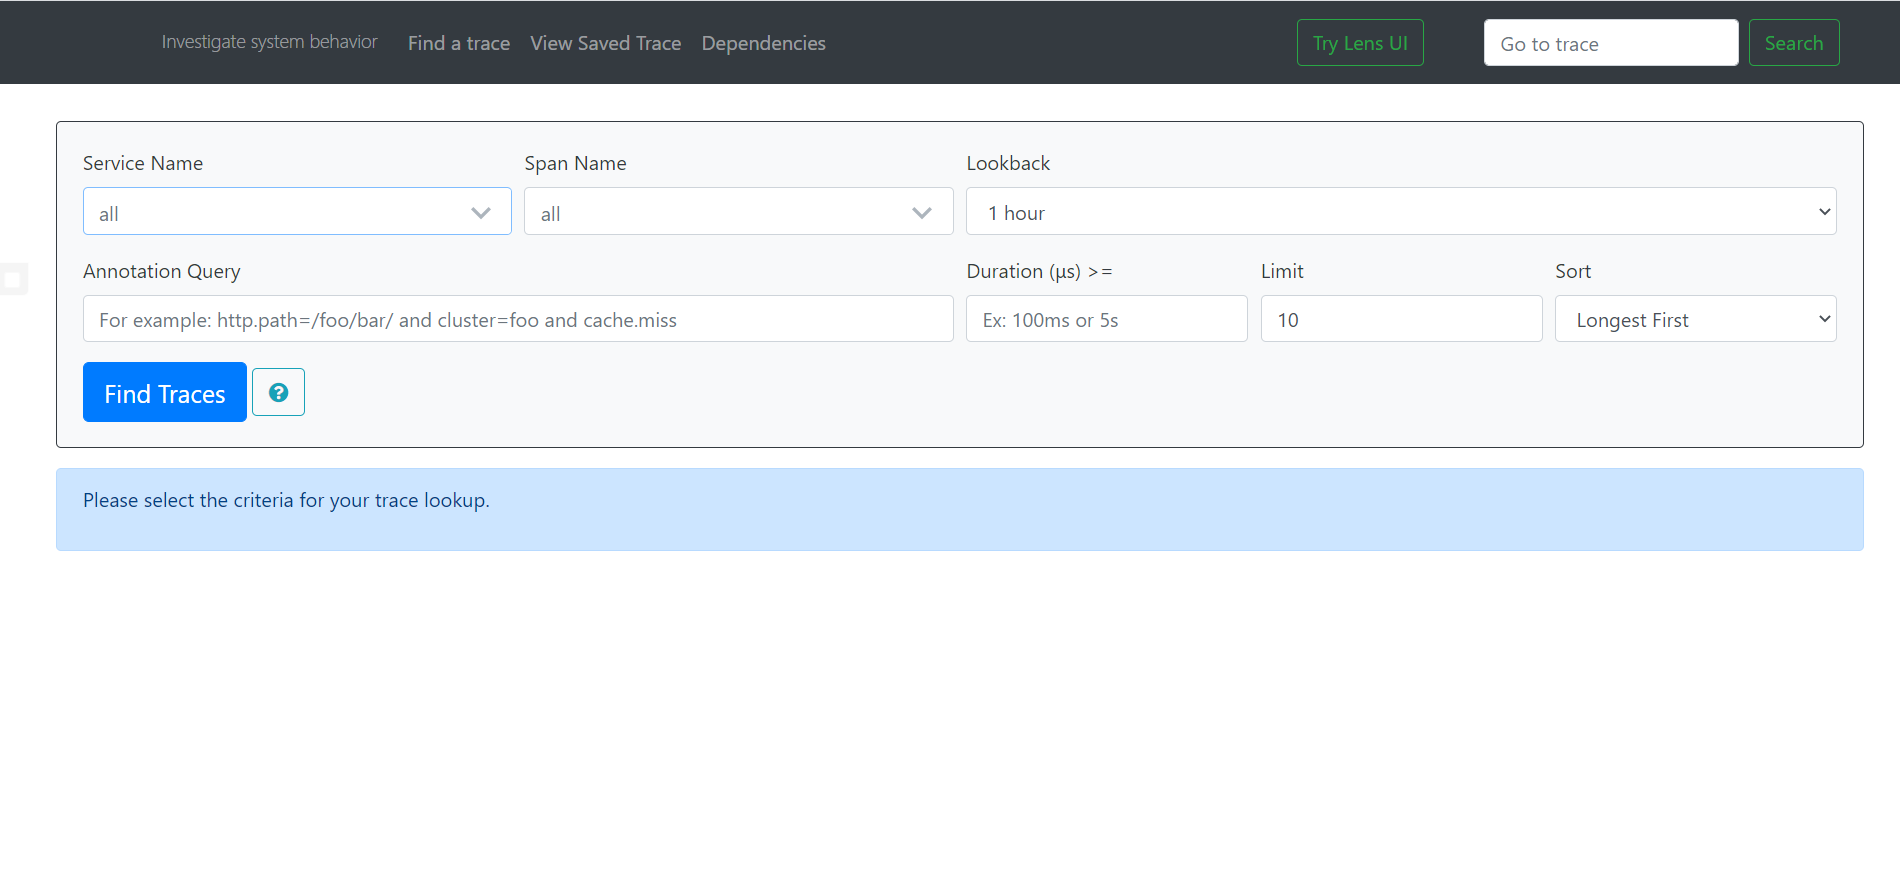 Investigate system behavior Find a trace View Saved Trace Dependencies Try Lens UI Go to trace Search
Service Name Span Name Lookback
all all 1 hour
Annotation Query Duration (µs) >= Limit Sort
For example: http.path=/foo/bar/ and cluster=foo and cache.miss Ex: 100ms or 5s 10 Longest First
Find Traces ?
Please select the criteria for your trace lookup.